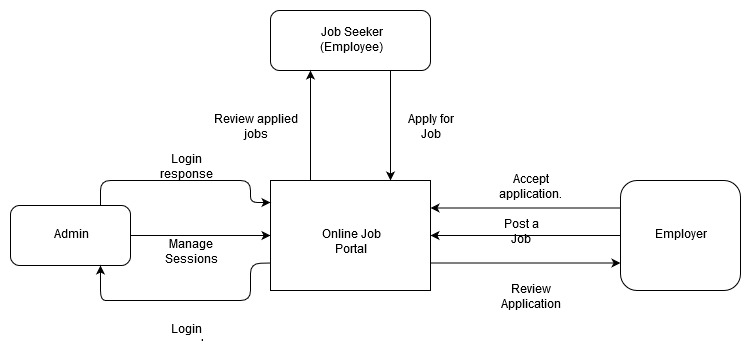 Job Seeker
(Employee)
Review applied
jobs
Apply for
Job
Login
response
Accept
application.
Admin
Manage
Sessions
Online Job
Portal
Post a
Job
Employer
Review
Application
Login